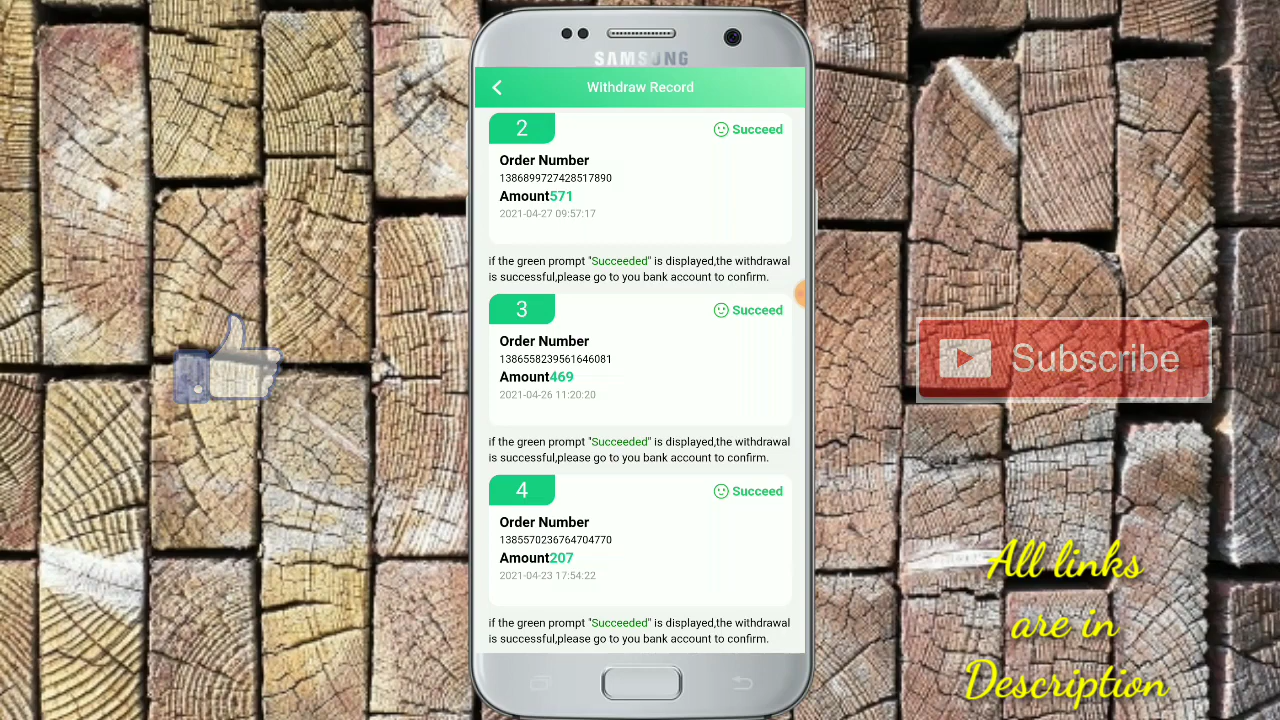 SAMSUNG
Withdraw Record
2
Succeed
Order Number
1386899727428517890
Amount571
2021-04-27 09:57:17
if the green prompt "Succeeded" is displayed,the withdrawal
is successful,please go to you bank account to confirm.
3
Succeed
Order Number
1386558239561646081
Amount469
2021-04-26 11:20:20
if the green prompt "Succeeded" is displayed,the withdrawal
is successful,please go to you bank account to confirm.
4
Succeed
Order Number
1385570236764704770
Amount207
2021-04-23 17:54:22
if the green prompt "Succeeded" is displayed,the withdrawal
is successful,please go to you bank account to confirm.
Subscribe
All links
are in
Description